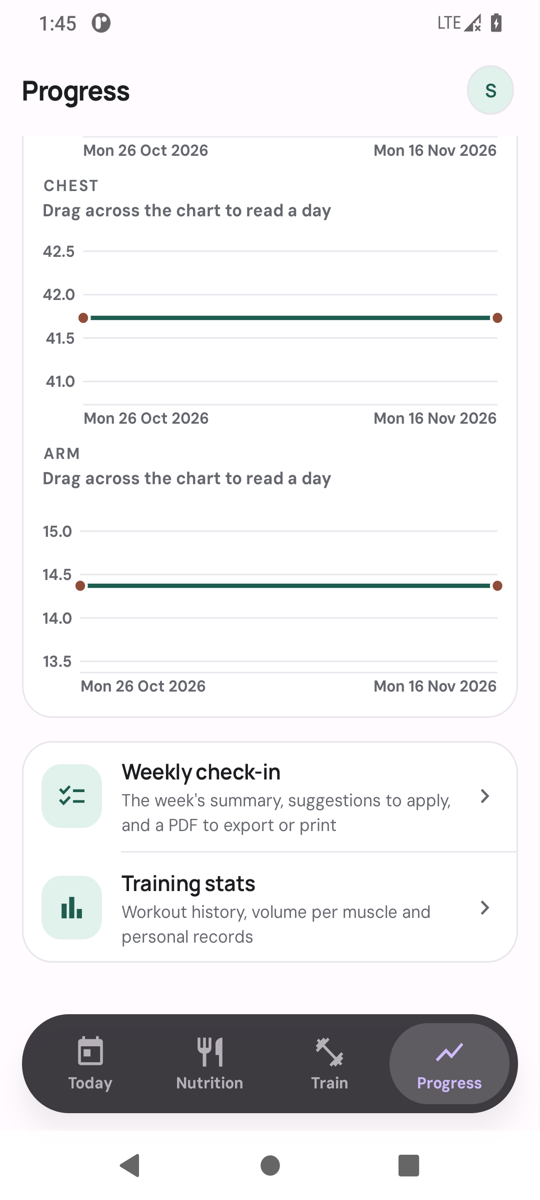 1:45
LTE
Progress
S
Mon 26 Oct 2026
Mon 16 Nov 2026
CHEST
Drag across the chart to read a day
42.5
42.0
41.5
41.0
Mon 26 Oct 2026
Mon 16 Nov 2026
ARM
Drag across the chart to read a day
15.0
14.5
14.0
13.5
Mon 26 Oct 2026
Mon 16 Nov 2026
Weekly check-in
The week's summary, suggestions to apply,
and a PDF to export or print
Training stats
Workout history, volume per muscle and
personal records
Today
Nutrition
Train
Progress